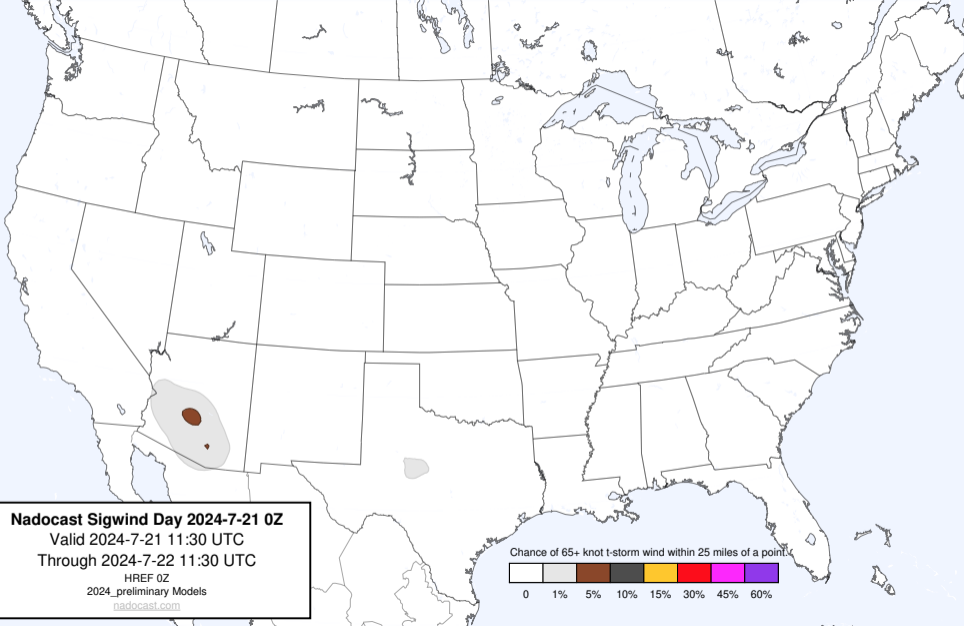 Nadocast Sigwind Day 2024-7-21 0Z
Valid 2024-7-21 11:30 UTC
Through 2024-7-22 11:30 UTC
HREF 0Z
2024_preliminary Models
nadocast.com
Chance of 65+ knot t-storm wind within 25 miles of a point.
0 1% 5% 10% 15% 30% 45% 60%